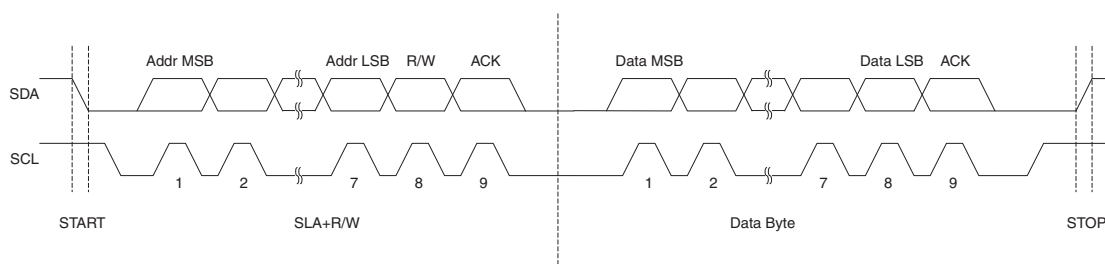 Addr MSB Addr LSB R/W ACK Data MSB Data LSB ACK
SDA
SCL
1 2 7 8 9 1 2 7 8 9
START SLA+R/W Data Byte STOP